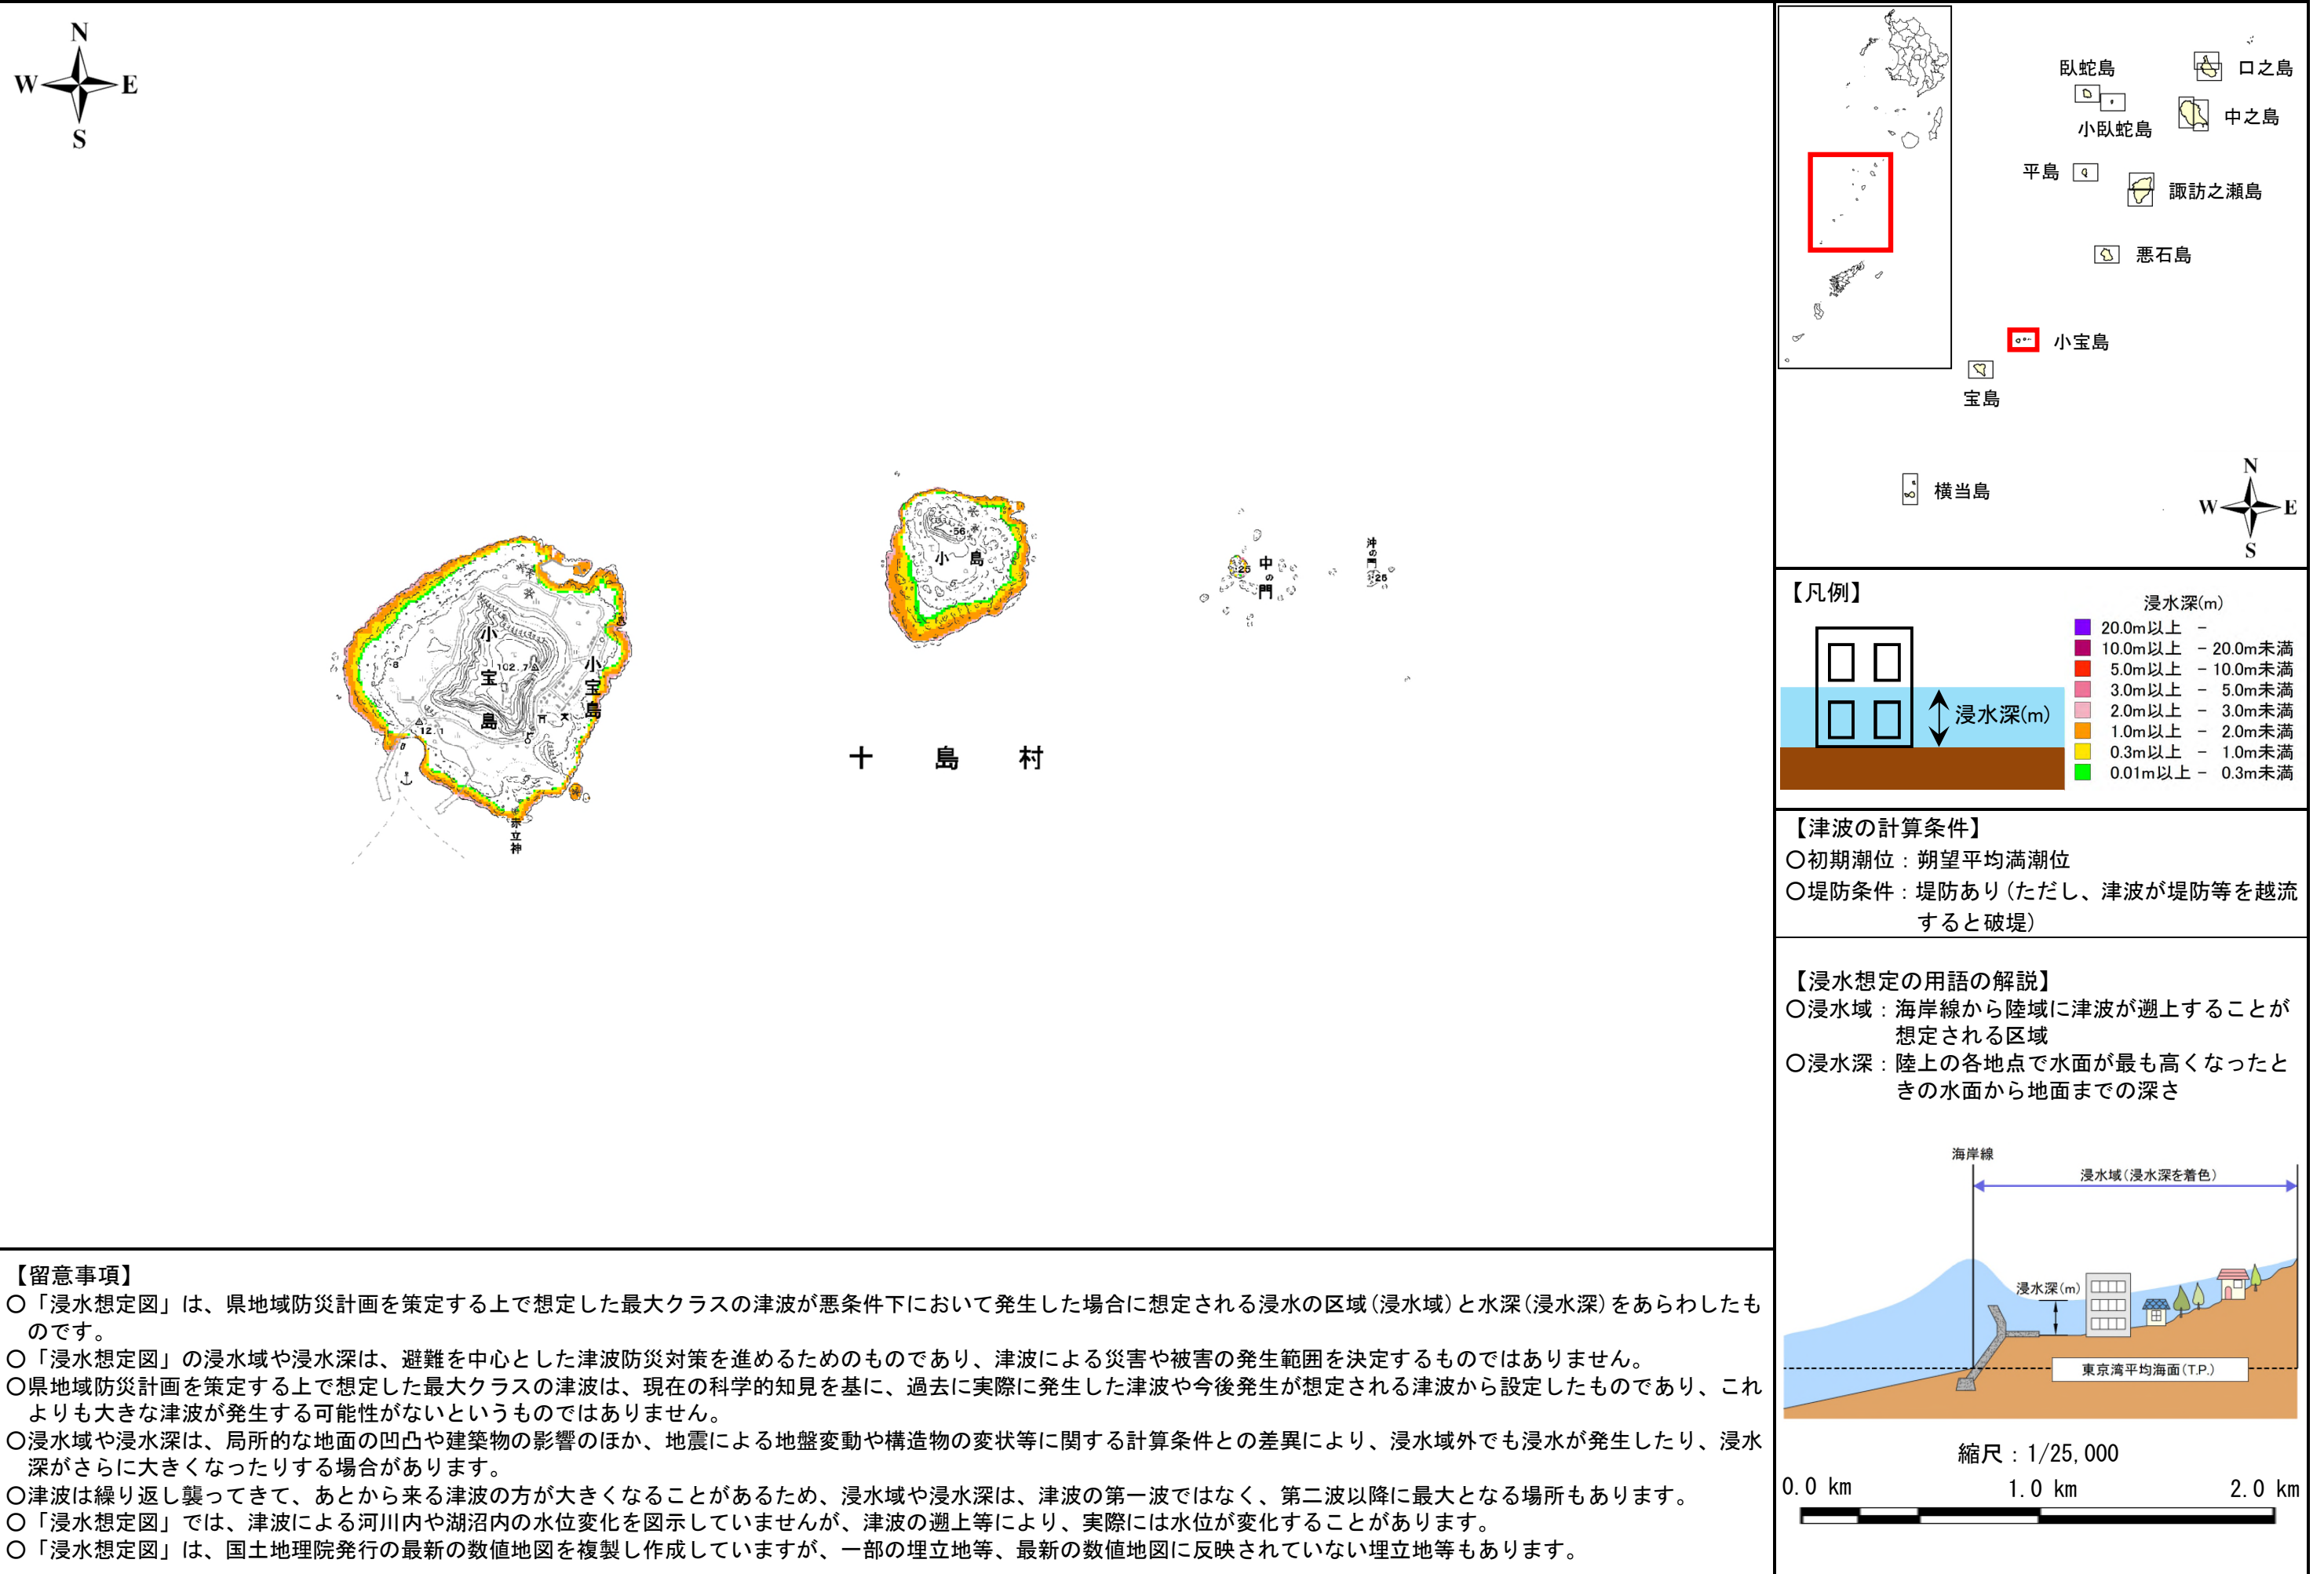 N
W E
S
小宝島
102.7
小宝島
8
12.1
赤立神
56
小島
5
25
中の門
沖の門
26
十島村
臥蛇島
口之島
小臥蛇島
中之島
平島
諏訪之瀬島
悪石島
小宝島
宝島
横当島
N
W E
S
【凡例】
浸水深(m)
20.0m以上 －
10.0m以上 － 20.0m未満
5.0m以上 － 10.0m未満
3.0m以上 － 5.0m未満
2.0m以上 － 3.0m未満
1.0m以上 － 2.0m未満
0.3m以上 － 1.0m未満
0.01m以上 － 0.3m未満
浸水深(m)
【津波の計算条件】
〇初期潮位：朔望平均満潮位
〇堤防条件：堤防あり(ただし、津波が堤防等を越流
すると破堤)
【浸水想定の用語の解説】
〇浸水域：海岸線から陸域に津波が遡上することが
想定される区域
〇浸水深：陸上の各地点で水面が最も高くなったと
きの水面から地面までの深さ
海岸線
浸水域(浸水深を着色)
浸水深(m)
東京湾平均海面(T.P.)
縮尺：1/25,000
0.0 km 1.0 km 2.0 km
【留意事項】
〇「浸水想定図」は、県地域防災計画を策定する上で想定した最大クラスの津波が悪条件下において発生した場合に想定される浸水の区域(浸水域)と水深(浸水深)をあらわしたも
のです。
〇「浸水想定図」の浸水域や浸水深は、避難を中心とした津波防災対策を進めるためのものであり、津波による災害や被害の発生範囲を決定するものではありません。
〇県地域防災計画を策定する上で想定した最大クラスの津波は、現在の科学的知見を基に、過去に実際に発生した津波や今後発生が想定される津波から設定したものであり、これ
よりも大きな津波が発生する可能性がないというものではありません。
〇浸水域や浸水深は、局所的な地面の凹凸や建築物の影響のほか、地震による地盤変動や構造物の変状等に関する計算条件との差異により、浸水域外でも浸水が発生したり、浸水
深がさらに大きくなったりする場合があります。
〇津波は繰り返し襲ってきて、あとから来る津波の方が大きくなることがあるため、浸水域や浸水深は、津波の第一波ではなく、第二波以降に最大となる場所もあります。
〇「浸水想定図」では、津波による河川内や湖沼内の水位変化を図示していませんが、津波の遡上等により、実際には水位が変化することがあります。
〇「浸水想定図」は、国土地理院発行の最新の数値地図を複製し作成していますが、一部の埋立地等、最新の数値地図に反映されていない埋立地等もあります。